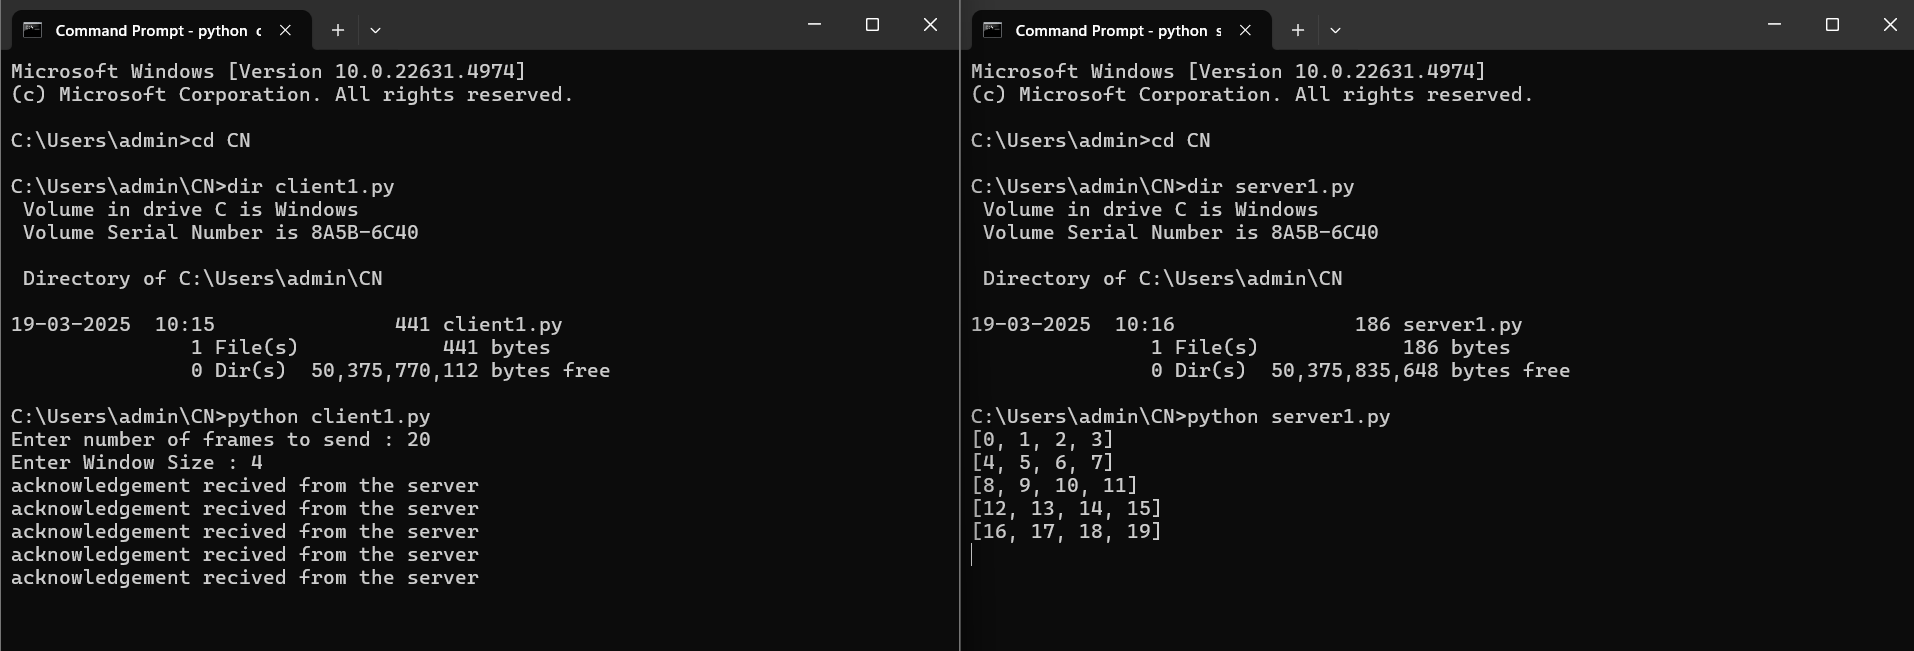 Command Prompt - python c
Microsoft Windows [Version 10.0.22631.4974]
(c) Microsoft Corporation. All rights reserved.
C:\Users\admin>cd CN
C:\Users\admin\CN>dir client1.py
Volume in drive C is Windows
Volume Serial Number is 8A5B-6C40
Directory of C:\Users\admin\CN
19-03-2025  10:15               441 client1.py
1 File(s)            441 bytes
0 Dir(s)  50,375,770,112 bytes free
C:\Users\admin\CN>python client1.py
Enter number of frames to send : 20
Enter Window Size : 4
acknowledgement recived from the server
acknowledgement recived from the server
acknowledgement recived from the server
acknowledgement recived from the server
acknowledgement recived from the server
Command Prompt - python s
Microsoft Windows [Version 10.0.22631.4974]
(c) Microsoft Corporation. All rights reserved.
C:\Users\admin>cd CN
C:\Users\admin\CN>dir server1.py
Volume in drive C is Windows
Volume Serial Number is 8A5B-6C40
Directory of C:\Users\admin\CN
19-03-2025  10:16               186 server1.py
1 File(s)            186 bytes
0 Dir(s)  50,375,835,648 bytes free
C:\Users\admin\CN>python server1.py
[0, 1, 2, 3]
[4, 5, 6, 7]
[8, 9, 10, 11]
[12, 13, 14, 15]
[16, 17, 18, 19]